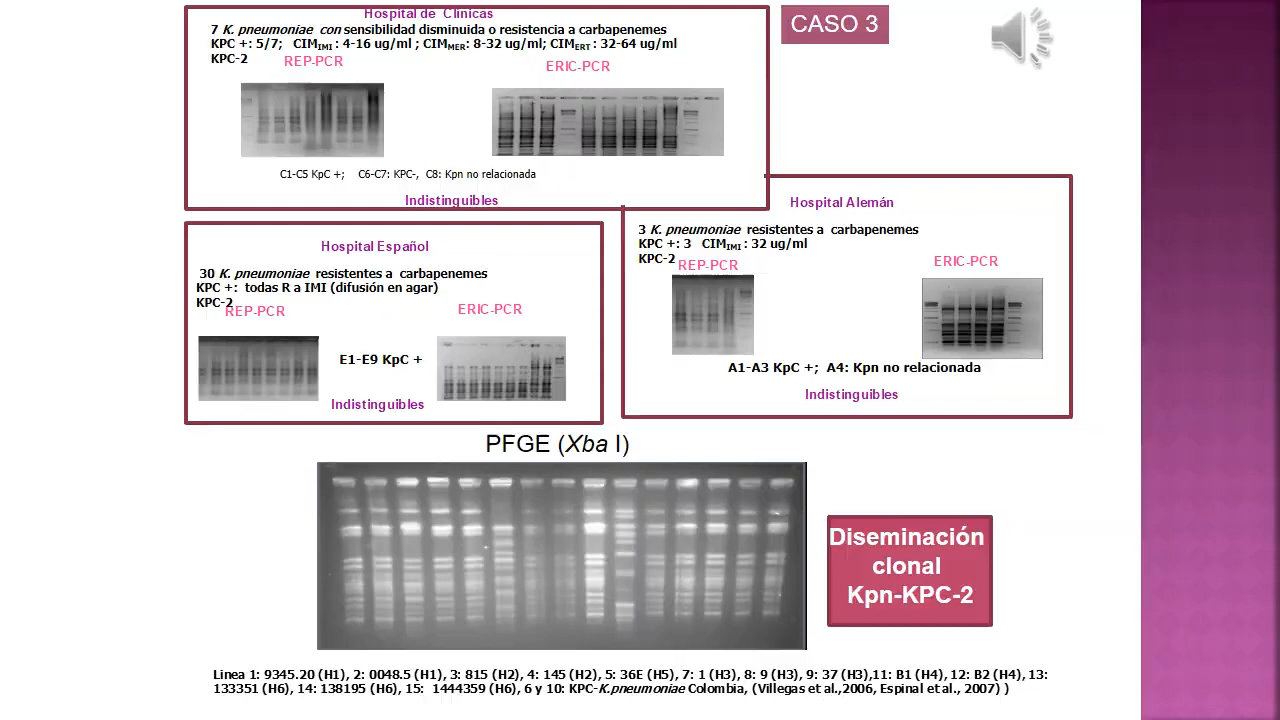 CASO 3
Hospital de Clínicas
7 K. pneumoniae con sensibilidad disminuida o resistencia a carbapenemes
KPC +: 5/7; CIMIMI : 4-16 ug/ml ; CIMMER: 8-32 ug/ml; CIMERT : 32-64 ug/ml
KPC-2
REP-PCR
ERIC-PCR
C1-C5 KpC +; C6-C7: KPC-, C8: Kpn no relacionada
Indistinguibles
Hospital Alemán
3 K. pneumoniae resistentes a carbapenemes
KPC +: 3 CIMIMI : 32 ug/ml
KPC-2
REP-PCR
ERIC-PCR
A1-A3 KpC +; A4: Kpn no relacionada
Indistinguibles
Hospital Español
30 K. pneumoniae resistentes a carbapenemes
KPC +: todas R a IMI (difusión en agar)
KPC-2
REP-PCR
ERIC-PCR
E1-E9 KpC +
Indistinguibles
PFGE (Xba I)
Diseminación
clonal
Kpn-KPC-2
Linea 1: 9345.20 (H1), 2: 0048.5 (H1), 3: 815 (H2), 4: 145 (H2), 5: 36E (H5), 7: 1 (H3), 8: 9 (H3), 9: 37 (H3),11: B1 (H4), 12: B2 (H4), 13:
133351 (H6), 14: 138195 (H6), 15: 1444359 (H6), 6 y 10: KPC-K.pneumoniae Colombia, (Villegas et al.,2006, Espinal et al., 2007) )